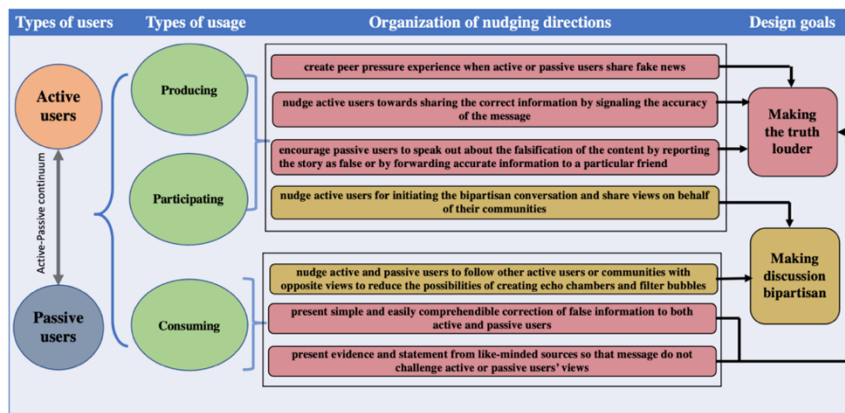 Types of users
Types of usage
Organization of nudging directions
Design goals
Active
users
Active-Passive continuum
Passive
users
Producing
Participating
Consuming
create peer pressure experience when active or passive users share fake news
nudge active users towards sharing the correct information by signaling the accuracy
of the message
encourage passive users to speak out about the falsification of the content by reporting
the story as false or by forwarding accurate information to a particular friend
nudge active users for initiating the bipartisan conversation and share views on behalf
of their communities
nudge active and passive users to follow other active users or communities with
opposite views to reduce the possibilities of creating echo chambers and filter bubbles
present simple and easily comprehendible correction of false information to both
active and passive users
present evidence and statement from like-minded sources so that message do not
challenge active or passive users' views
Making
the truth
louder
Making
discussion
bipartisan